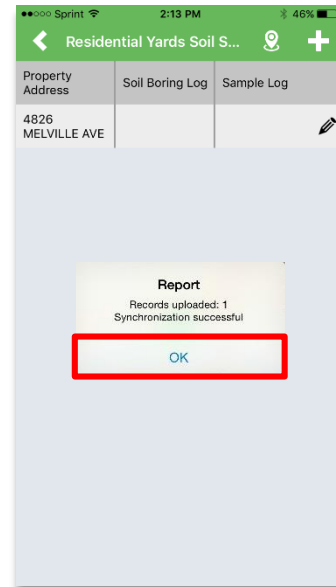 Sprint 2:13 PM 46%
Residential Yards Soil S...
Property Address Soil Boring Log Sample Log
4826 MELVILLE AVE
Report
Records uploaded: 1
Synchronization successful
OK